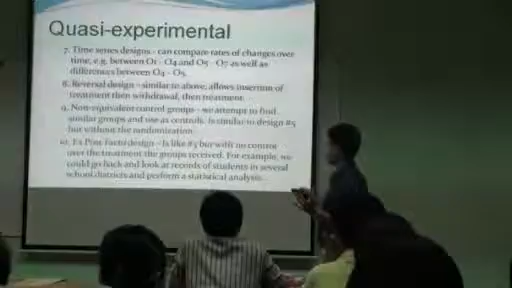 Quasi-experimental
7. Time series designs - can compare rates of changes over
time, e.g. between O1 - O4 and O5 - O7 as well as
differences between O4 - O5.
8. Reversal design - similar to above, allows insertion of
treatment then withdrawal, then treatment.
9. Non-equivalent control groups - we attempt to find
similar groups and use as controls. Is similar to design #5
but without the randomization.
10. Ex Post Facto design - Is like #5 but with no control
over the treatment the groups received. For example, we
could go back and look at records of students in several
school districts and perform a statistical analysis.